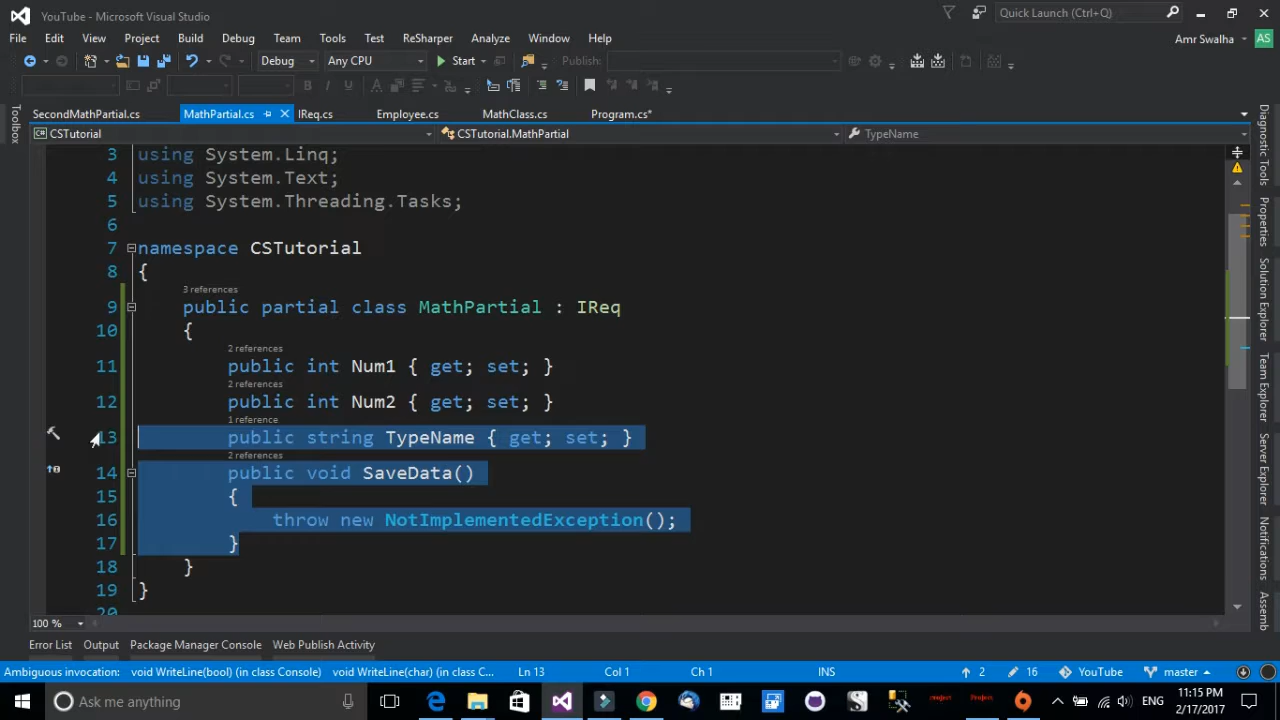 YouTube - Microsoft Visual Studio
Quick Launch (Ctrl+Q)
File Edit View Project Build Debug Team Tools Test ReSharper Analyze Window Help
Amr Swalha AS
Debug Any CPU Start Publish:
SecondMathPartial.cs MathPartial.cs IReq.cs Employee.cs MathClass.cs Program.cs*
CSTutorial CSTutorial.MathPartial TypeName
Toolbox
3 using System.Linq;
4 using System.Text;
5 using System.Threading.Tasks;
6
7 namespace CSTutorial
8 {
3 references
9 public partial class MathPartial : IReq
10 {
2 references
11 public int Num1 { get; set; }
2 references
12 public int Num2 { get; set; }
1 reference
13 public string TypeName { get; set; }
2 references
14 public void SaveData()
15 {
16 throw new NotImplementedException();
17 }
18 }
19 }
20
Diagnostic Tools
Properties
Solution Explorer
Team Explorer
Server Explorer
Assemb
100 %
Error List Output Package Manager Console Web Publish Activity
Ambiguous invocation: void WriteLine(bool) (in class Console) void WriteLine(char) (in class C... Ln 13 Col 1 Ch 1 INS 2 16 YouTube master
Ask me anything
ENG
11:15 PM
2/17/2017